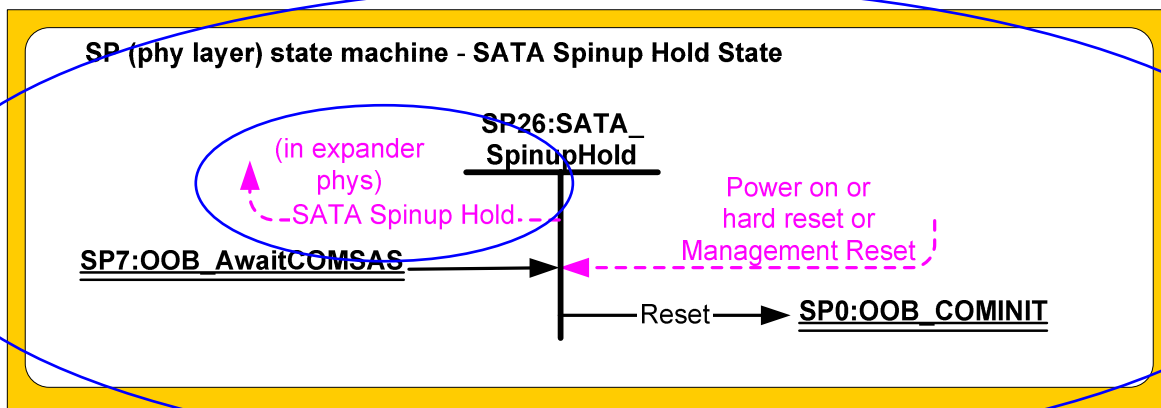 SP (phy layer) state machine - SATA Spinup Hold State
SP26:SATA_
SpinupHold
(in expander
phys)
SATA Spinup Hold
Power on or
hard reset or
Management Reset
SP7:OOB_AwaitCOMSAS
Reset
SP0:OOB_COMINIT